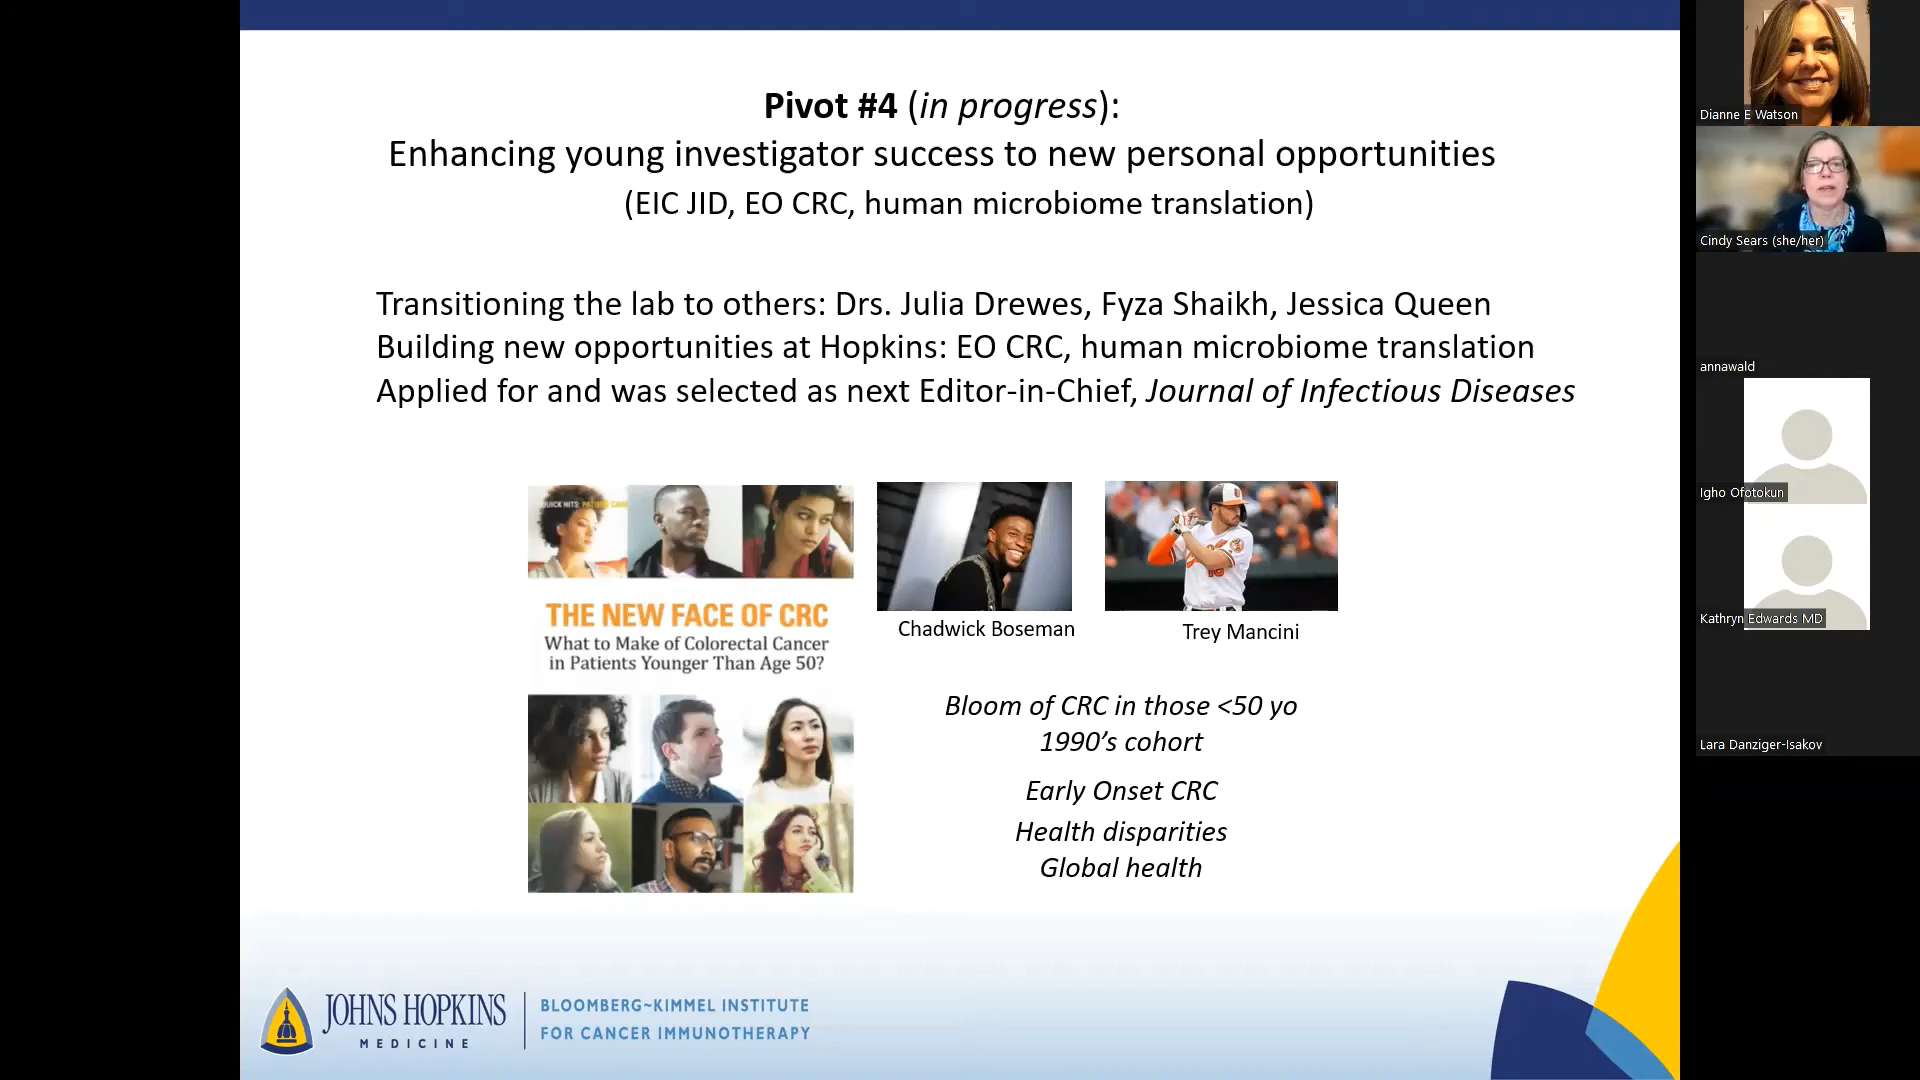 Pivot #4 (in progress):
Enhancing young investigator success to new personal opportunities
(EIC JID, EO CRC, human microbiome translation)
Transitioning the lab to others: Drs. Julia Drewes, Fyza Shaikh, Jessica Queen
Building new opportunities at Hopkins: EO CRC, human microbiome translation
Applied for and was selected as next Editor-in-Chief, Journal of Infectious Diseases
QUICK HITS: PATIENT CARE
THE NEW FACE OF CRC
What to Make of Colorectal Cancer
in Patients Younger Than Age 50?
Chadwick Boseman
Trey Mancini
Bloom of CRC in those <50 yo
1990’s cohort
Early Onset CRC
Health disparities
Global health
JOHNS HOPKINS
MEDICINE
BLOOMBERG~KIMMEL INSTITUTE
FOR CANCER IMMUNOTHERAPY
Dianne E Watson
Cindy Sears (she/her)
annawald
Igho Ofotokun
Kathryn Edwards MD
Lara Danziger-Isakov